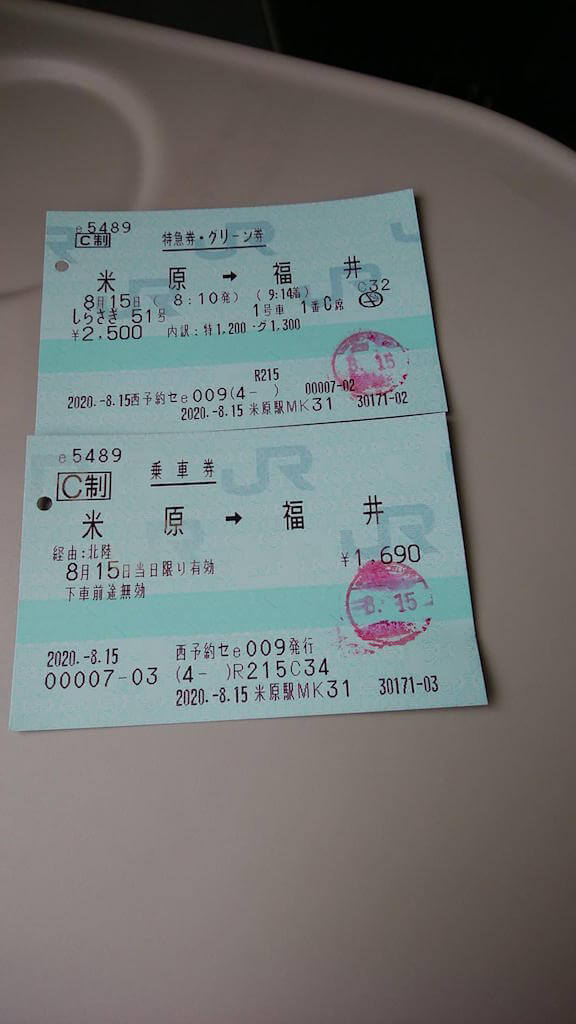 e5489
C制
特急券・グリーン券
米原 → 福井
8月15日 ( 8:10発) ( 9:14着) C32
しらさぎ 51号 1号車 1番C席
¥2,500 内訳:特1,200・グ1,300
8.15
R215
2020.-8.15西予約セe009(4- ) 00007-02
2020.-8.15 米原駅MK31 30171-02
e5489
C制
乗車券
米原 → 福井
経由:北陸
¥1,690
8月15日当日限り有効
下車前途無効
8.15
2020.-8.15 西予約セe009発行
00007-03 (4- )R215C34
2020.-8.15 米原駅MK31 30171-03
JR
JR